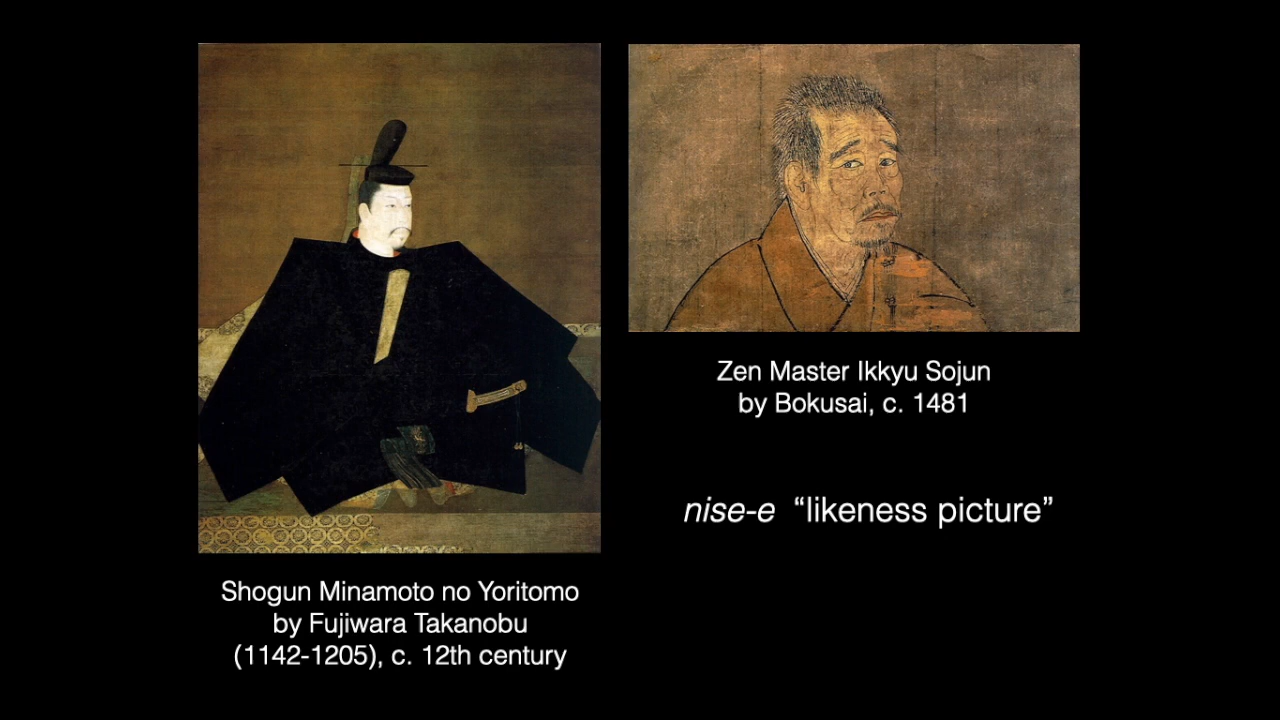 Shogun Minamoto no Yoritomo
by Fujiwara Takanobu
(1142-1205), c. 12th century
Zen Master Ikkyu Sojun
by Bokusai, c. 1481
nise-e “likeness picture”